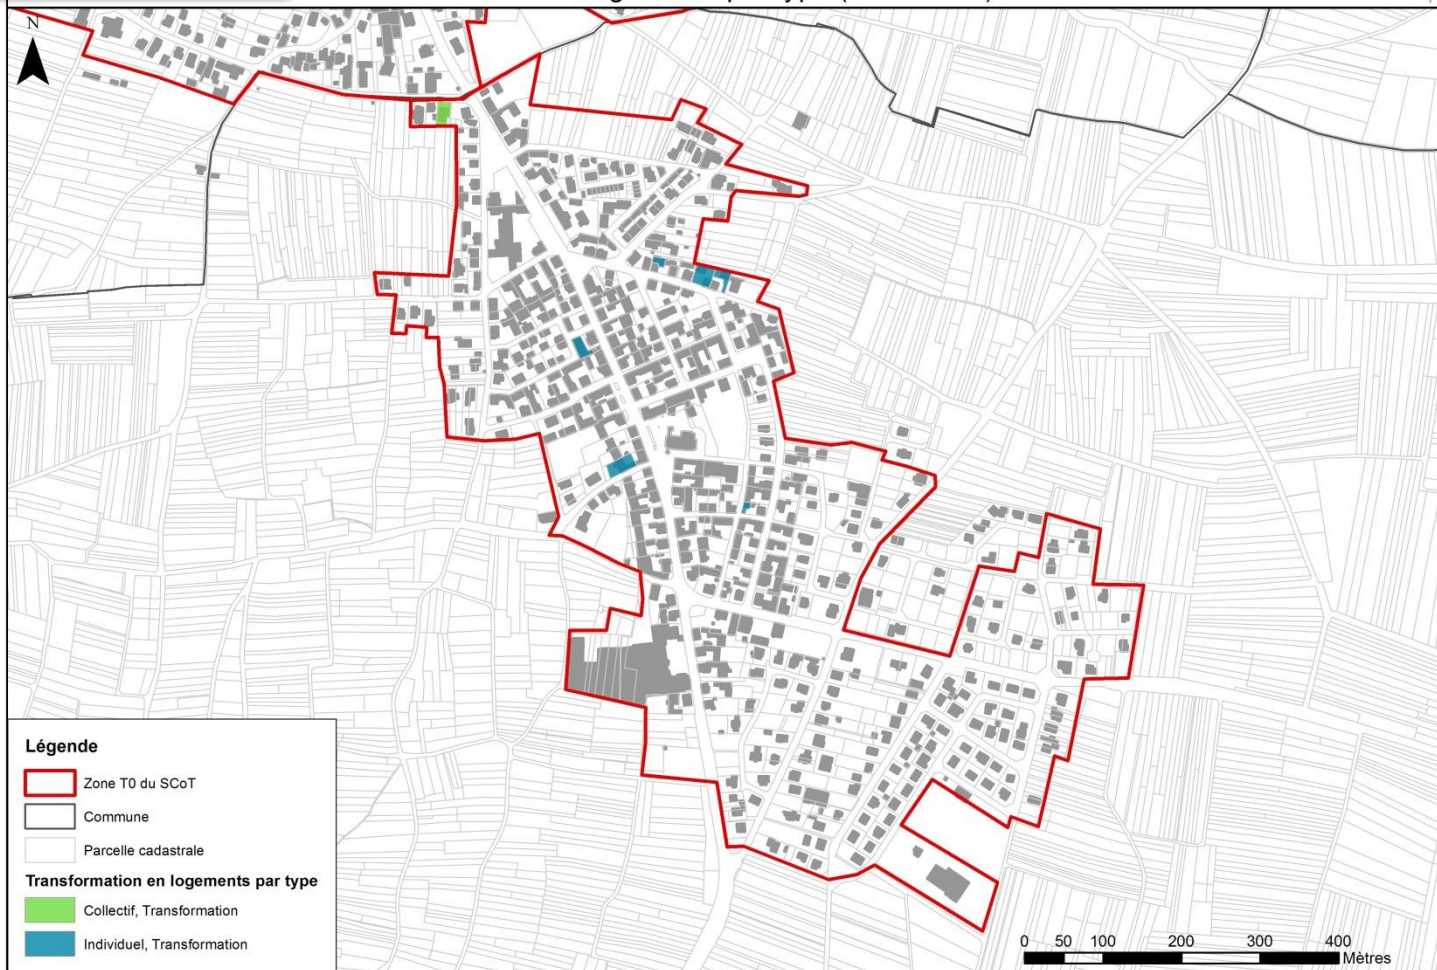 N
Légende
Zone T0 du SCoT
Commune
Parcelle cadastrale
Transformation en logements par type
Collectif, Transformation
Individuel, Transformation
0 50 100 200 300 400
Mètres